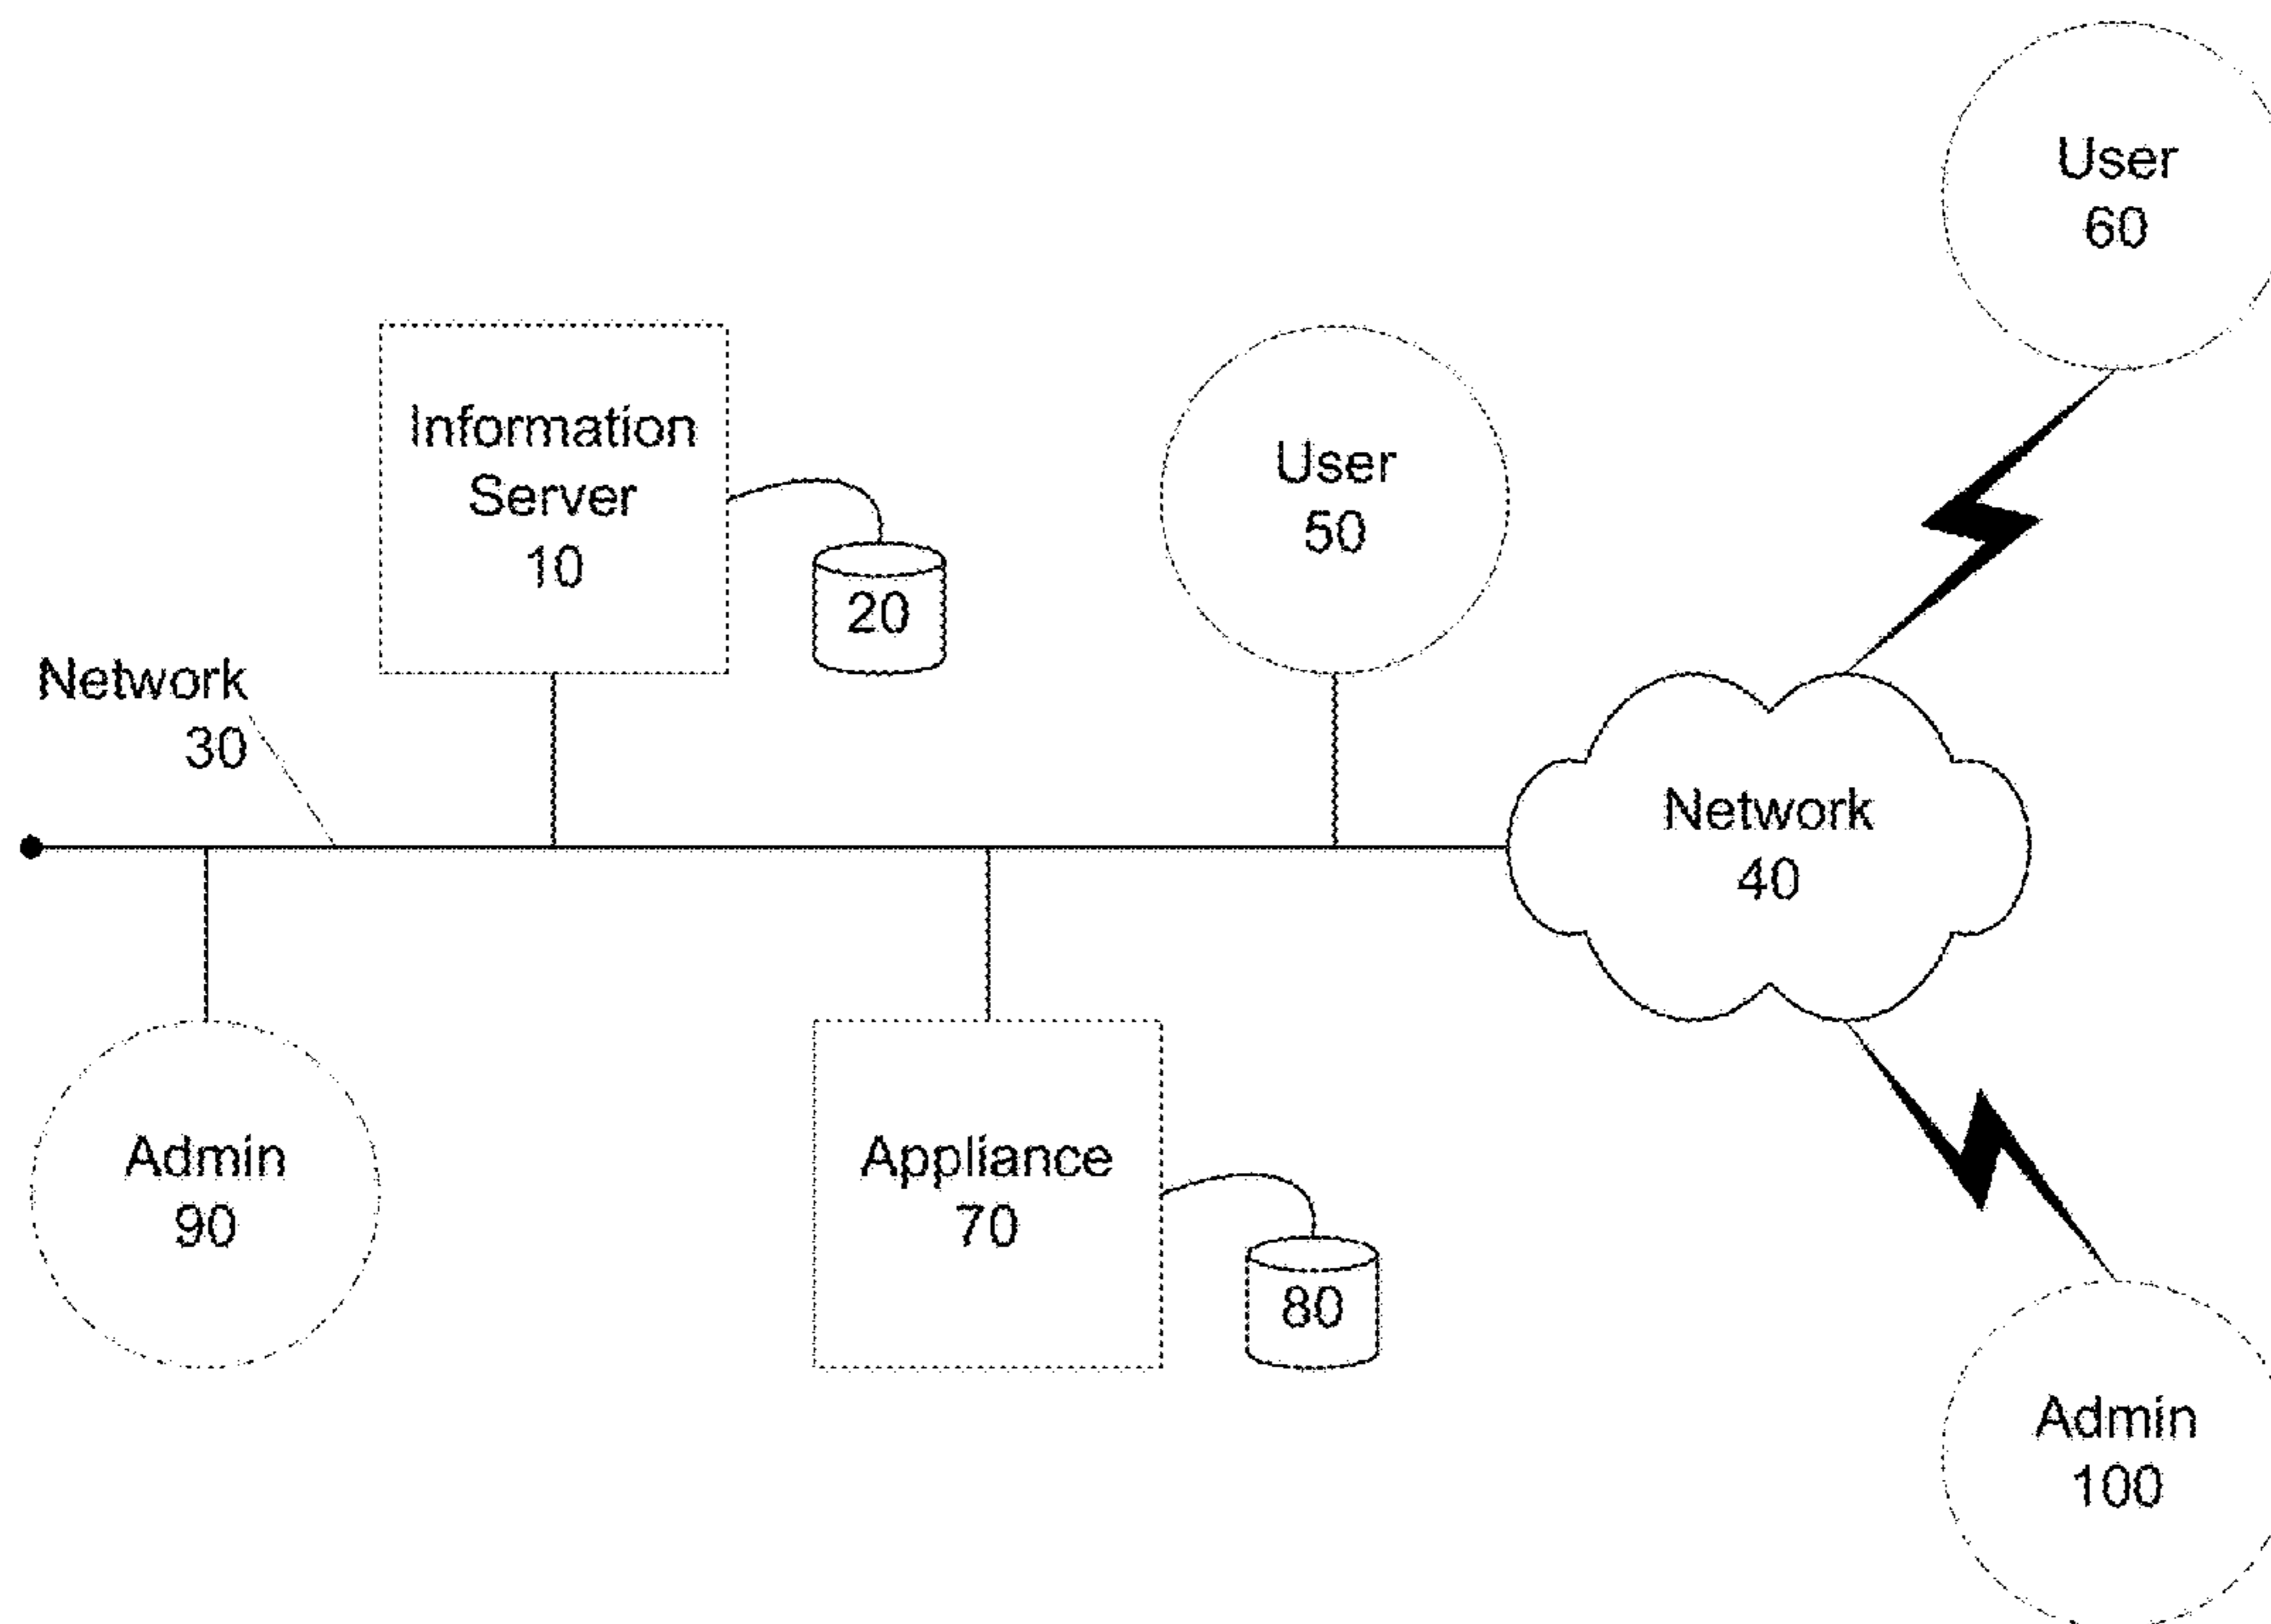 User
60
Information
Server
10
20
User
50
Network
30
Network
40
Admin
90
Appliance
70
80
Admin
100